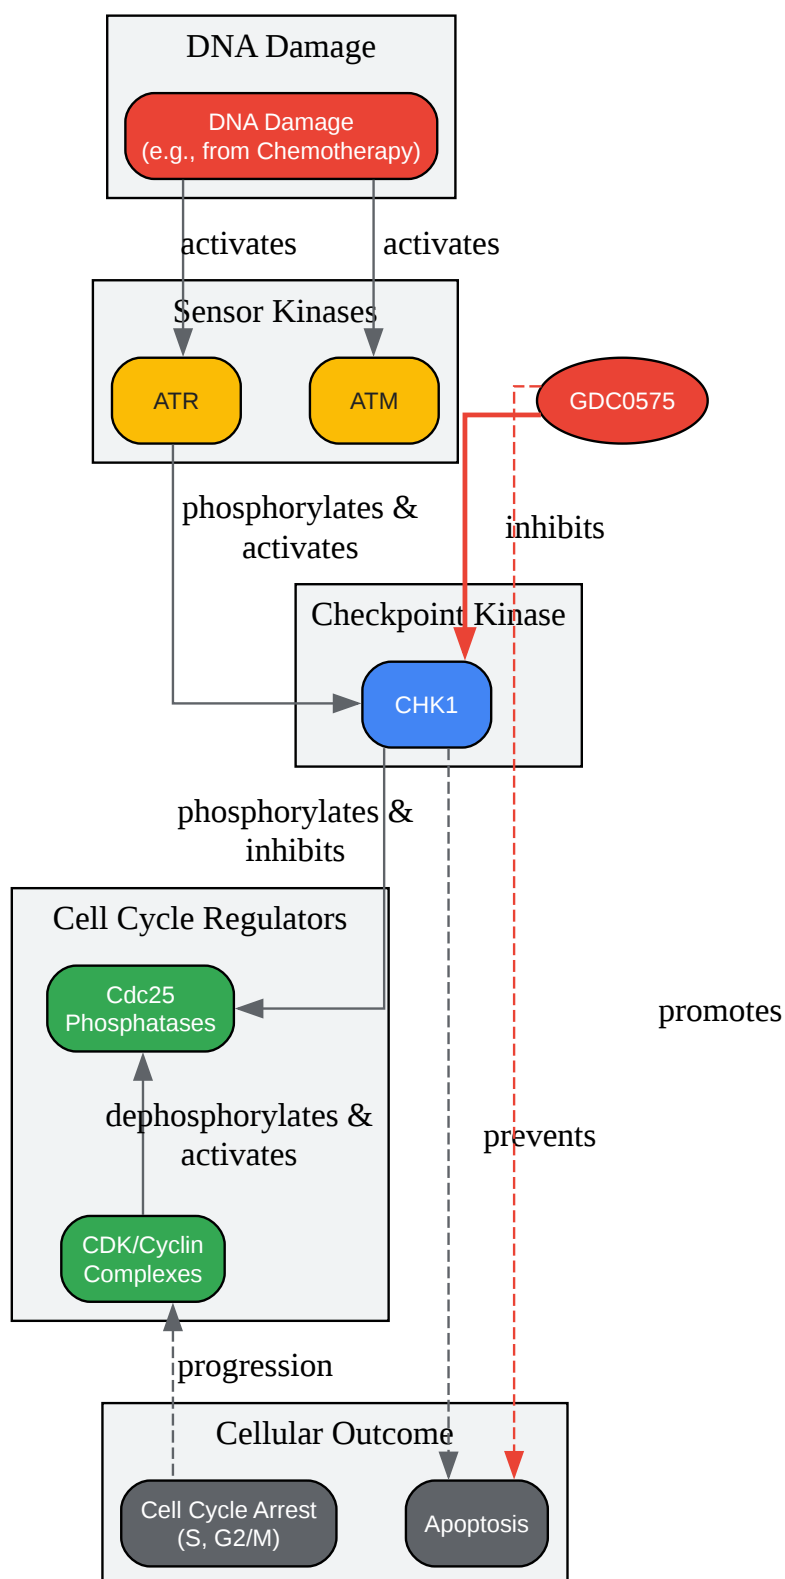 DNA Damage
DNA Damage
(e.g., from Chemotherapy)
activates
activates
Sensor Kinases
ATR
ATM
GDC0575
phosphorylates &
activates
inhibits
Checkpoint Kinase
CHK1
phosphorylates &
inhibits
Cell Cycle Regulators
Cdc25
Phosphatases
promotes
dephosphorylates &
activates
prevents
CDK/Cyclin
Complexes
progression
Cellular Outcome
Cell Cycle Arrest
(S, G2/M)
Apoptosis